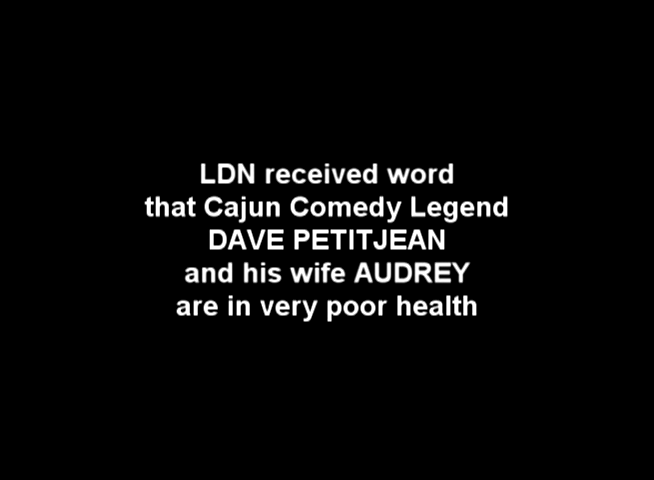 LDN received word
that Cajun Comedy Legend
DAVE PETITJEAN
and his wife AUDREY
are in very poor health